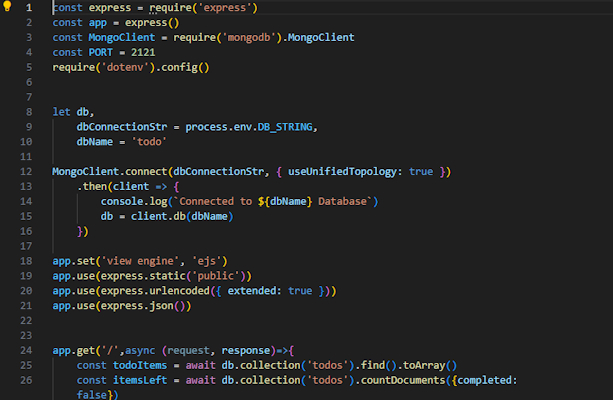 1 const express = require('express')
2 const app = express()
3 const MongoClient = require('mongodb').MongoClient
4 const PORT = 2121
5 require('dotenv').config()
6
7
8 let db,
9     dbConnectionStr = process.env.DB_STRING,
10     dbName = 'todo'
11
12 MongoClient.connect(dbConnectionStr, { useUnifiedTopology: true })
13     .then(client => {
14         console.log(`Connected to ${dbName} Database`)
15         db = client.db(dbName)
16     })
17
18 app.set('view engine', 'ejs')
19 app.use(express.static('public'))
20 app.use(express.urlencoded({ extended: true }))
21 app.use(express.json())
22
23
24 app.get('/',async (request, response)=>{
25     const todoItems = await db.collection('todos').find().toArray()
26     const itemsLeft = await db.collection('todos').countDocuments({completed:
    false})